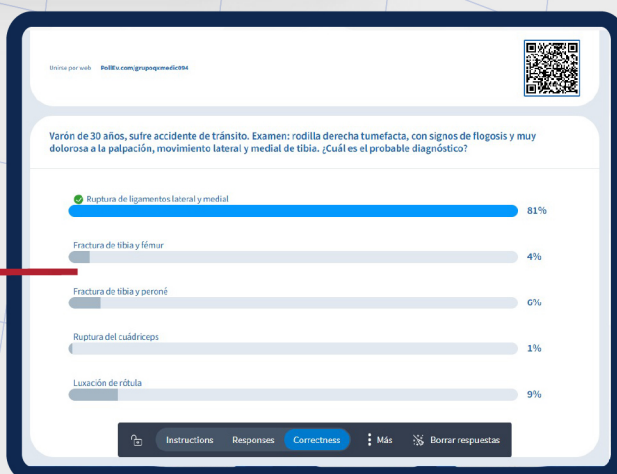 Unirse por web PollEv.com/grupoqxmedic094
Varón de 30 años, sufre accidente de tránsito. Examen: rodilla derecha tumefacta, con signos de flogosis y muy
dolorosa a la palpación, movimiento lateral y medial de tibia. ¿Cuál es el probable diagnóstico?
Ruptura de ligamentos lateral y medial
81%
Fractura de tibia y fémur
4%
Fractura de tibia y peroné
6%
Ruptura del cuádriceps
1%
Luxación de rótula
9%
Instructions Responses Correctness Más Borrar respuestas